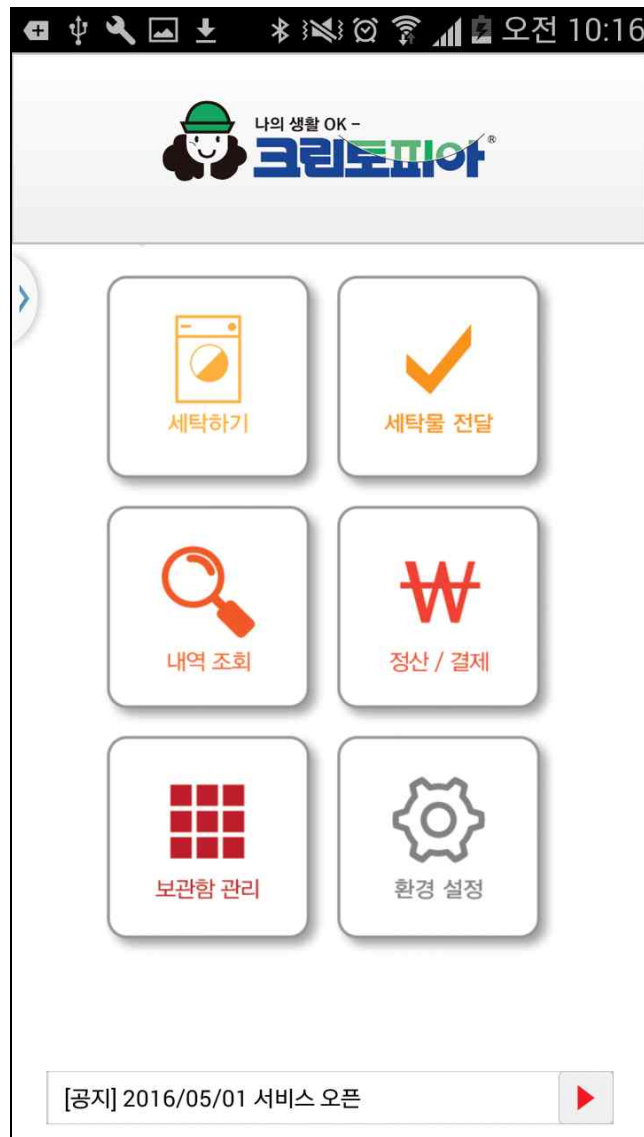 오전 10:16
나의 생활 OK –
크린토피아®
세탁하기
세탁물 전달
내역 조회
정산 / 결제
보관함 관리
환경 설정
[공지] 2016/05/01 서비스 오픈